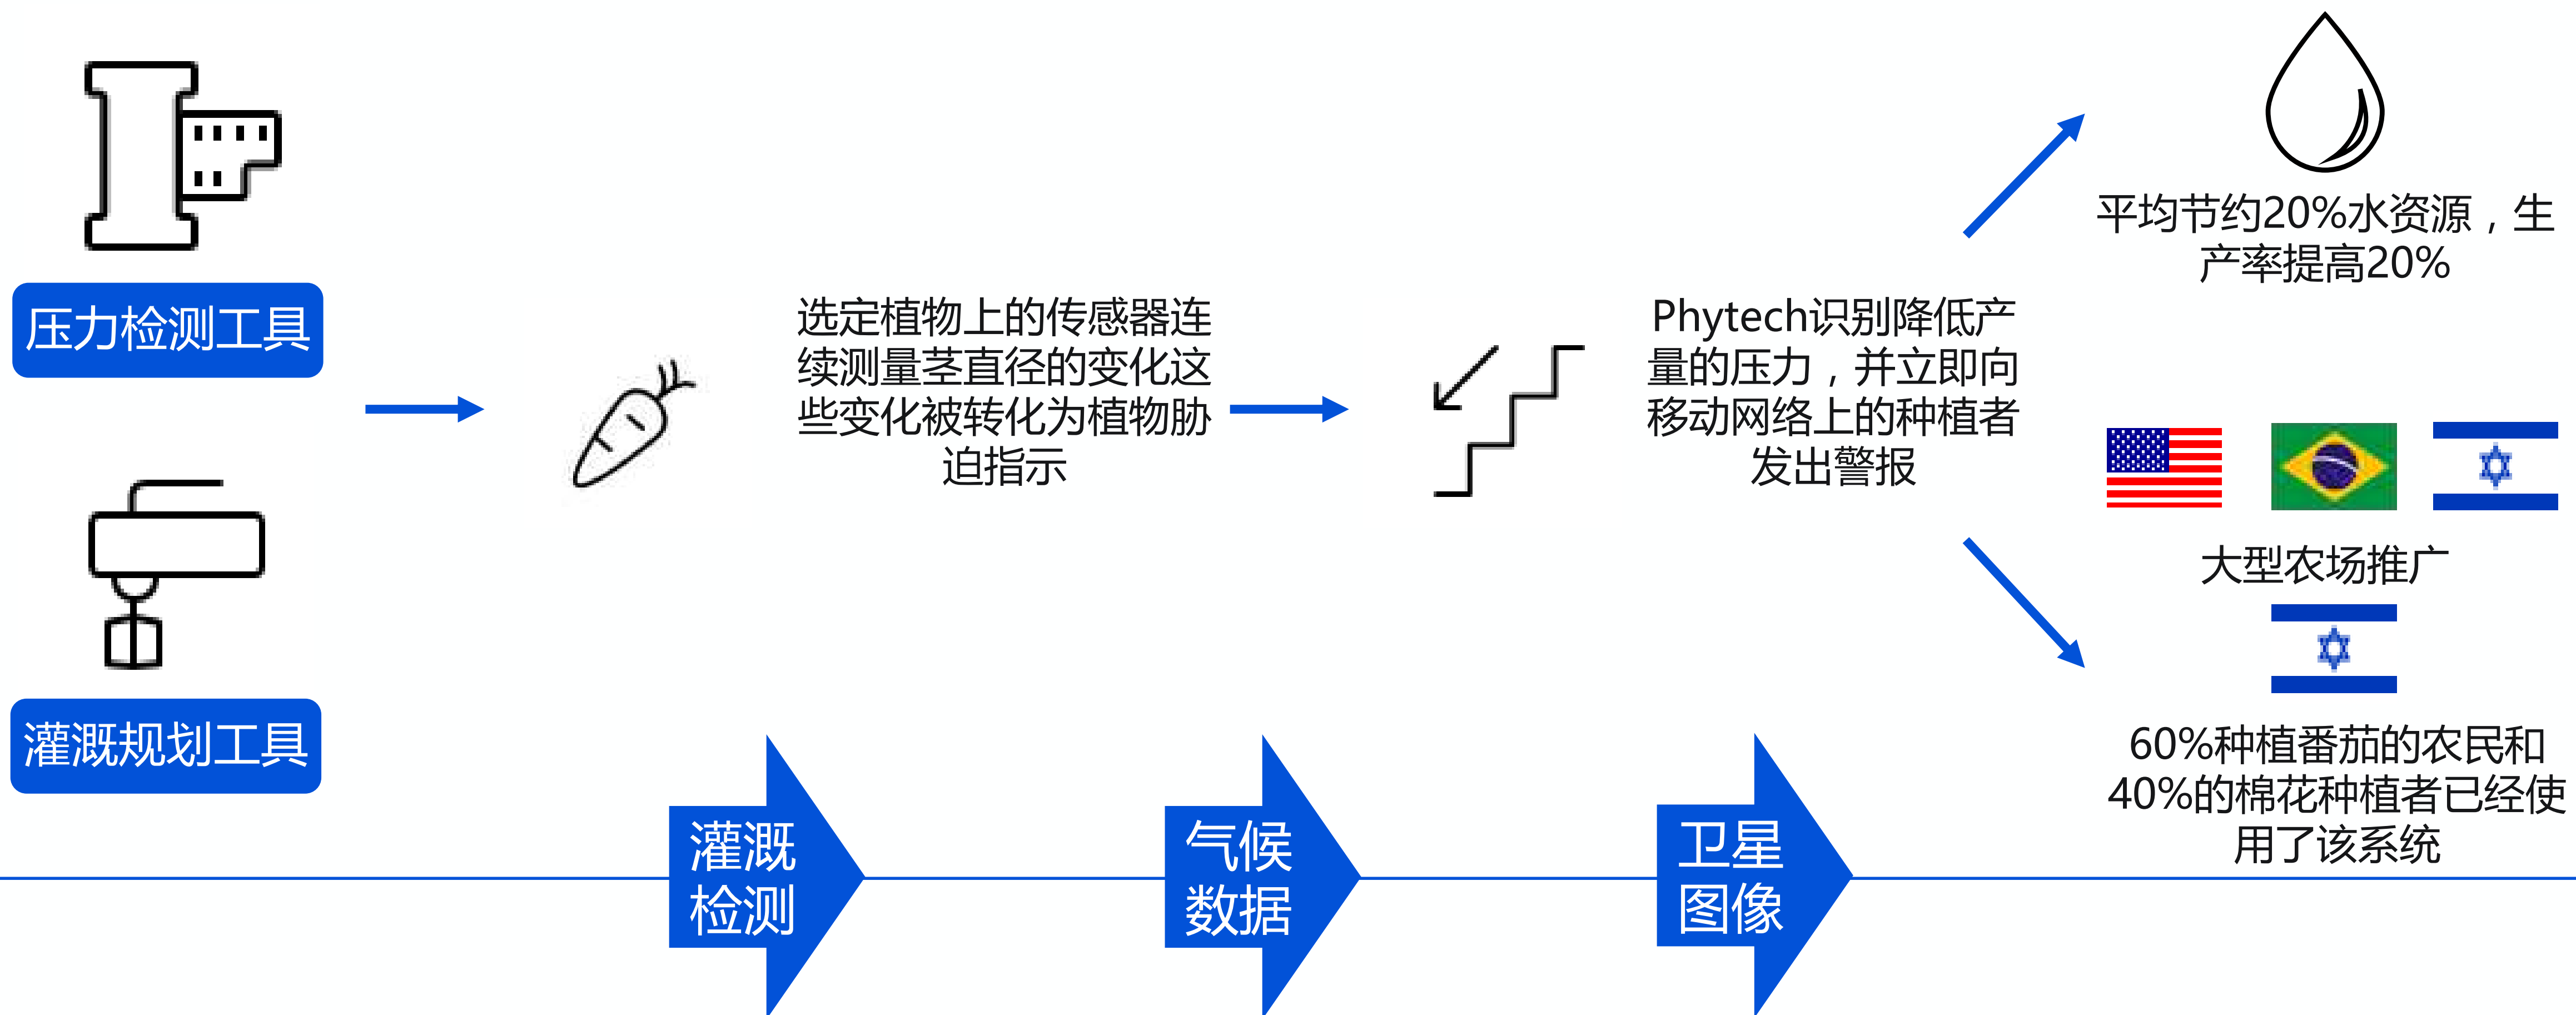 压力检测工具
灌溉规划工具
选定植物上的传感器连
续测量茎直径的变化这
些变化被转化为植物胁
迫指示
Phytech识别降低产
量的压力，并立即向
移动网络上的种植者
发出警报
平均节约20%水资源，生
产率提高20%
大型农场推广
60%种植番茄的农民和
40%的棉花种植者已经使
用了该系统
灌溉
检测
气候
数据
卫星
图像